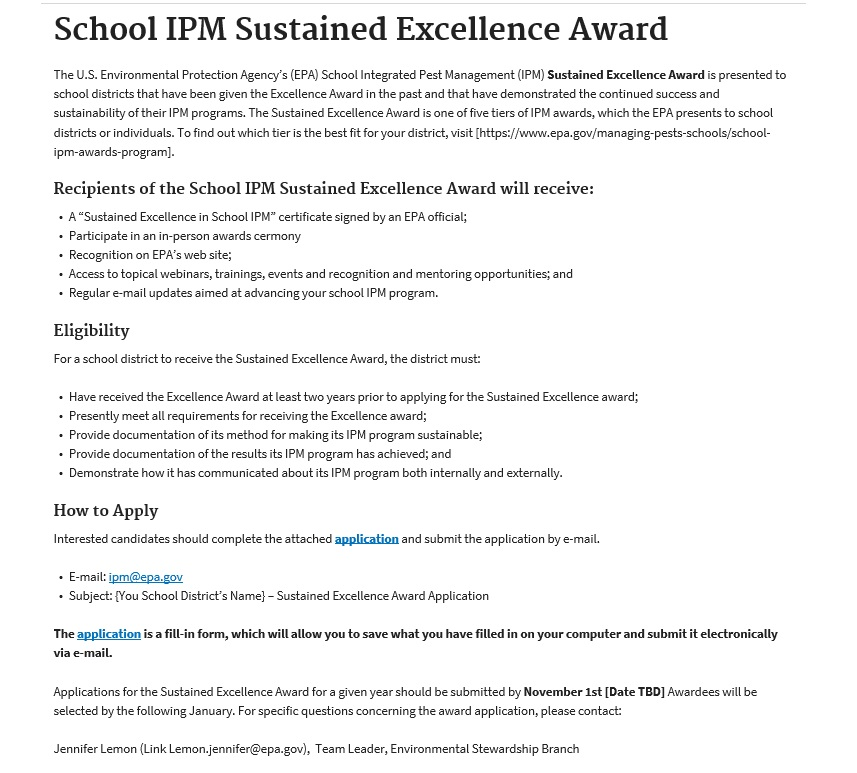 School IPM Sustained Excellence Award
The U.S. Environmental Protection Agency's (EPA) School Integrated Pest Management (IPM) Sustained Excellence Award is presented to
school districts that have been given the Excellence Award in the past and that have demonstrated the continued success and
sustainability of their IPM programs. The Sustained Excellence Award is one of five tiers of IPM awards, which the EPA presents to school
districts or individuals. To find out which tier is the best fit for your district, visit [https://www.epa.gov/managing-pests-schools/school-
ipm-awards-program].
Recipients of the School IPM Sustained Excellence Award will receive:
• A “Sustained Excellence in School IPM” certificate signed by an EPA official;
• Participate in an in-person awards cermony
• Recognition on EPA's web site;
• Access to topical webinars, trainings, events and recognition and mentoring opportunities; and
• Regular e-mail updates aimed at advancing your school IPM program.
Eligibility
For a school district to receive the Sustained Excellence Award, the district must:
• Have received the Excellence Award at least two years prior to applying for the Sustained Excellence award;
• Presently meet all requirements for receiving the Excellence award;
• Provide documentation of its method for making its IPM program sustainable;
• Provide documentation of the results its IPM program has achieved; and
• Demonstrate how it has communicated about its IPM program both internally and externally.
How to Apply
Interested candidates should complete the attached application and submit the application by e-mail.
• E-mail: ipm@epa.gov
• Subject: {You School District's Name} – Sustained Excellence Award Application
The application is a fill-in form, which will allow you to save what you have filled in on your computer and submit it electronically
via e-mail.
Applications for the Sustained Excellence Award for a given year should be submitted by November 1st [Date TBD] Awardees will be
selected by the following January. For specific questions concerning the award application, please contact:
Jennifer Lemon (Link Lemon.jennifer@epa.gov), Team Leader, Environmental Stewardship Branch